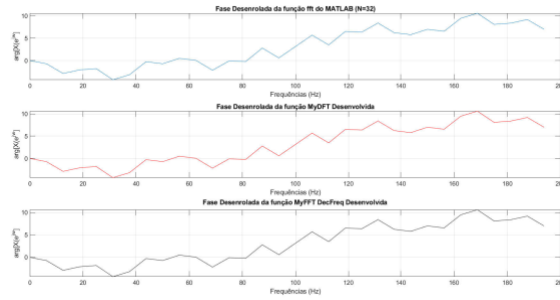 Fase Desenrolada da função fft do MATLAB (N=32)
10
5
0
0 20 40 60 80 100 120 140 160 180 200
Frequências (Hz)
Fase Desenrolada da função MyDFT Desenvolvida
10
5
0
0 20 40 60 80 100 120 140 160 180 200
Frequências (Hz)
Fase Desenrolada da função MyFFT DecFreq Desenvolvida
10
5
0
0 20 40 60 80 100 120 140 160 180 200
Frequências (Hz)